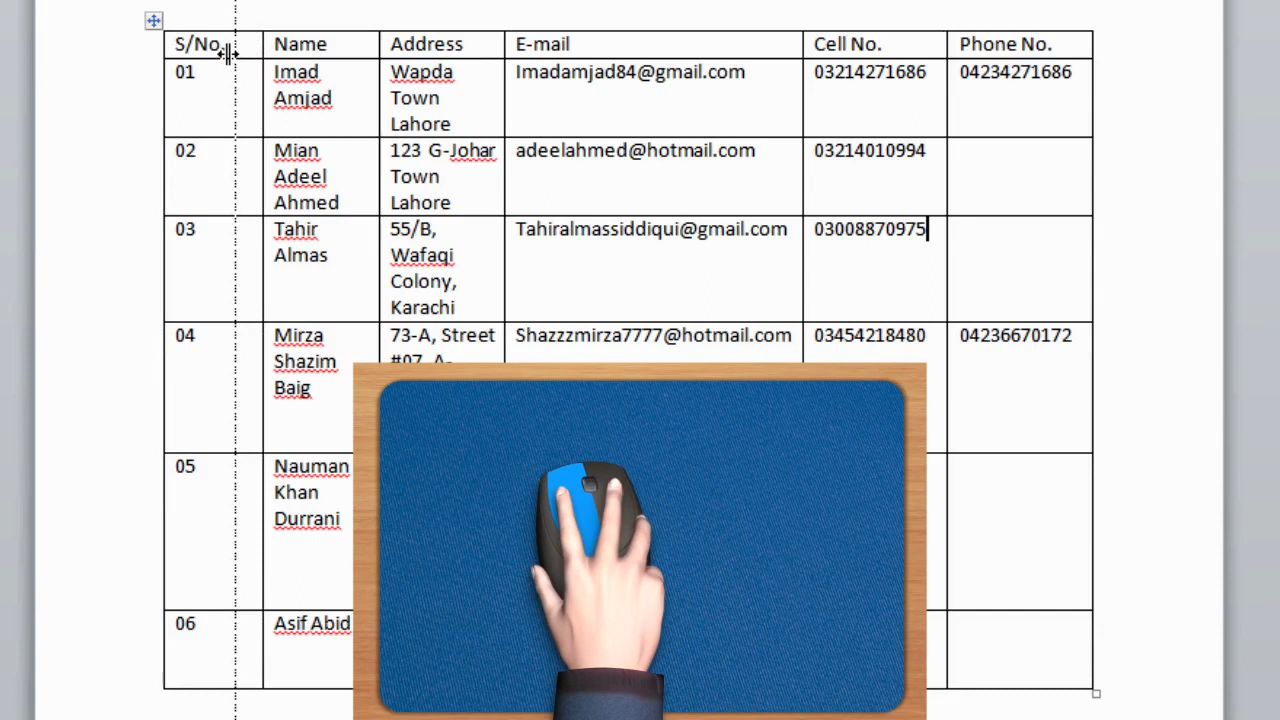 S/No. Name Address E-mail Cell No. Phone No.
01 Imad Wapda Imadamjad84@gmail.com 03214271686 04234271686
Amjad Town
Lahore
02 Mian 123 G-Johar adeelahmed@hotmail.com 03214010994
Adeel Town
Ahmed Lahore
03 Tahir 55/B, Tahiralmassiddiqui@gmail.com 03008870975
Almas Wafaqi
Colony,
Karachi
04 Mirza 73-A, Street Shazzzmirza7777@hotmail.com 03454218480 04236670172
Shazim #07, A-
Baig
05 Nauman
Khan
Durrani
06 Asif Abid